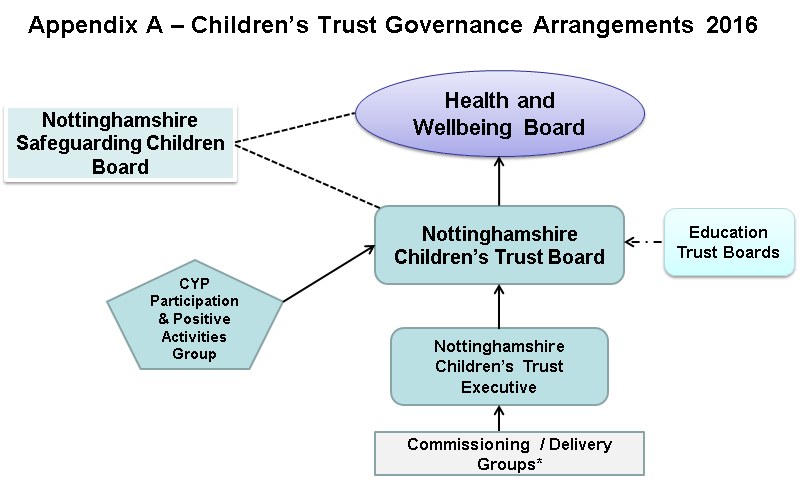 Appendix A – Children’s Trust Governance Arrangements 2016
Nottinghamshire
Safeguarding Children
Board
Health and
Wellbeing Board
Nottinghamshire
Children’s Trust Board
Education
Trust Boards
CYP
Participation
& Positive
Activities
Group
Nottinghamshire
Children’s Trust
Executive
Commissioning / Delivery
Groups*